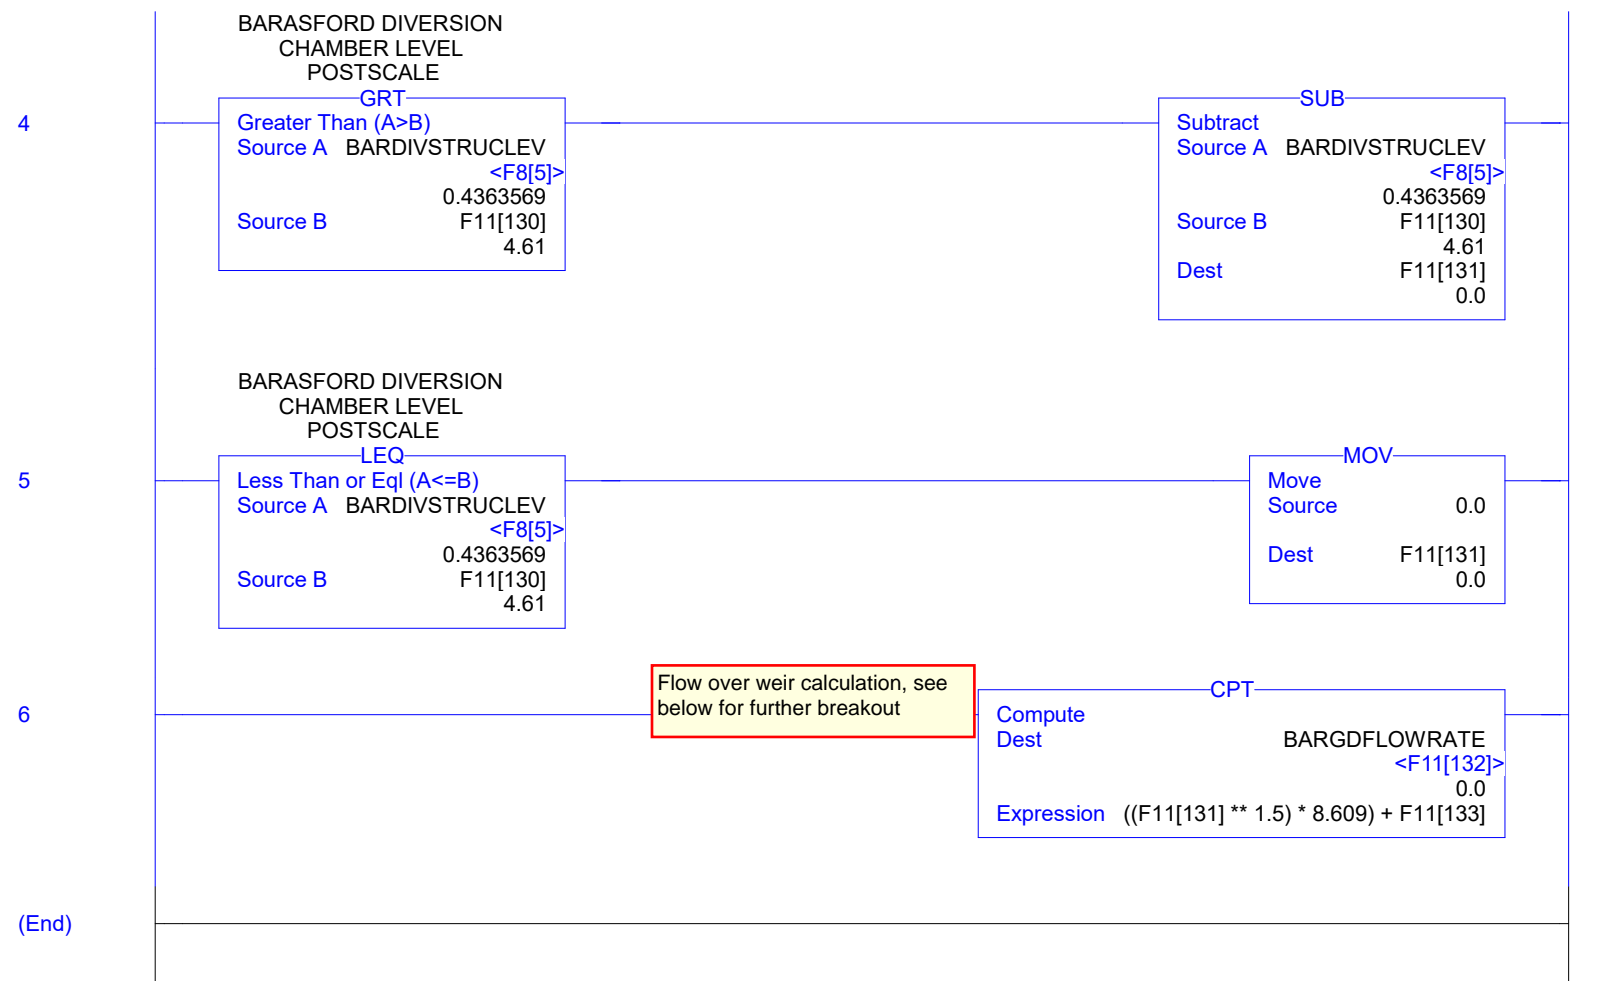 BARASFORD DIVERSION
CHAMBER LEVEL
POSTSCALE
4
GRT
Greater Than (A>B)
Source A BARDIVSTRUCLEV
<F8[5]>
0.4363569
Source B F11[130]
4.61
SUB
Subtract
Source A BARDIVSTRUCLEV
<F8[5]>
0.4363569
Source B F11[130]
4.61
Dest F11[131]
0.0
BARASFORD DIVERSION
CHAMBER LEVEL
POSTSCALE
5
LEQ
Less Than or Eql (A<=B)
Source A BARDIVSTRUCLEV
<F8[5]>
0.4363569
Source B F11[130]
4.61
MOV
Move
Source 0.0
Dest F11[131]
0.0
6
Flow over weir calculation, see
below for further breakout
CPT
Compute
Dest BARGDFLOWRATE
<F11[132]>
0.0
Expression ((F11[131] ** 1.5) * 8.609) + F11[133]
(End)